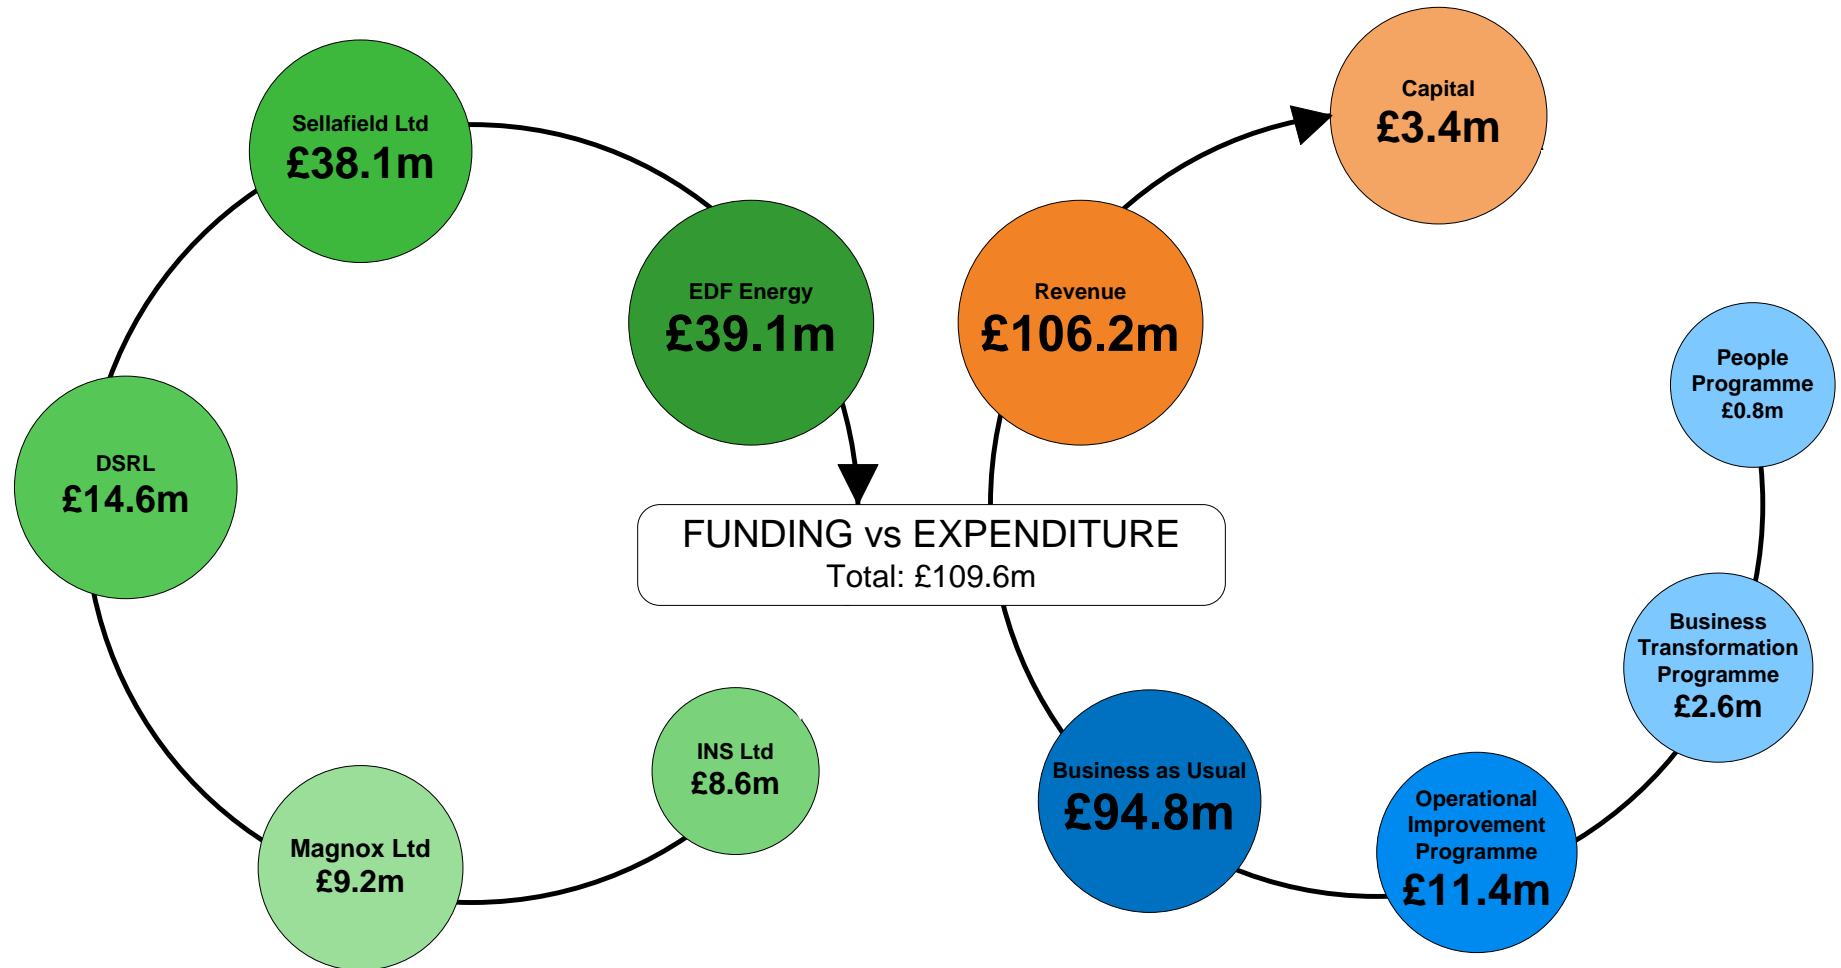 Sellafield Ltd
£38.1m
EDF Energy
£39.1m
DSRL
£14.6m
Magnox Ltd
£9.2m
INS Ltd
£8.6m
FUNDING vs EXPENDITURE
Total: £109.6m
Capital
£3.4m
Revenue
£106.2m
People
Programme
£0.8m
Business
Transformation
Programme
£2.6m
Operational
Improvement
Programme
£11.4m
Business as Usual
£94.8m